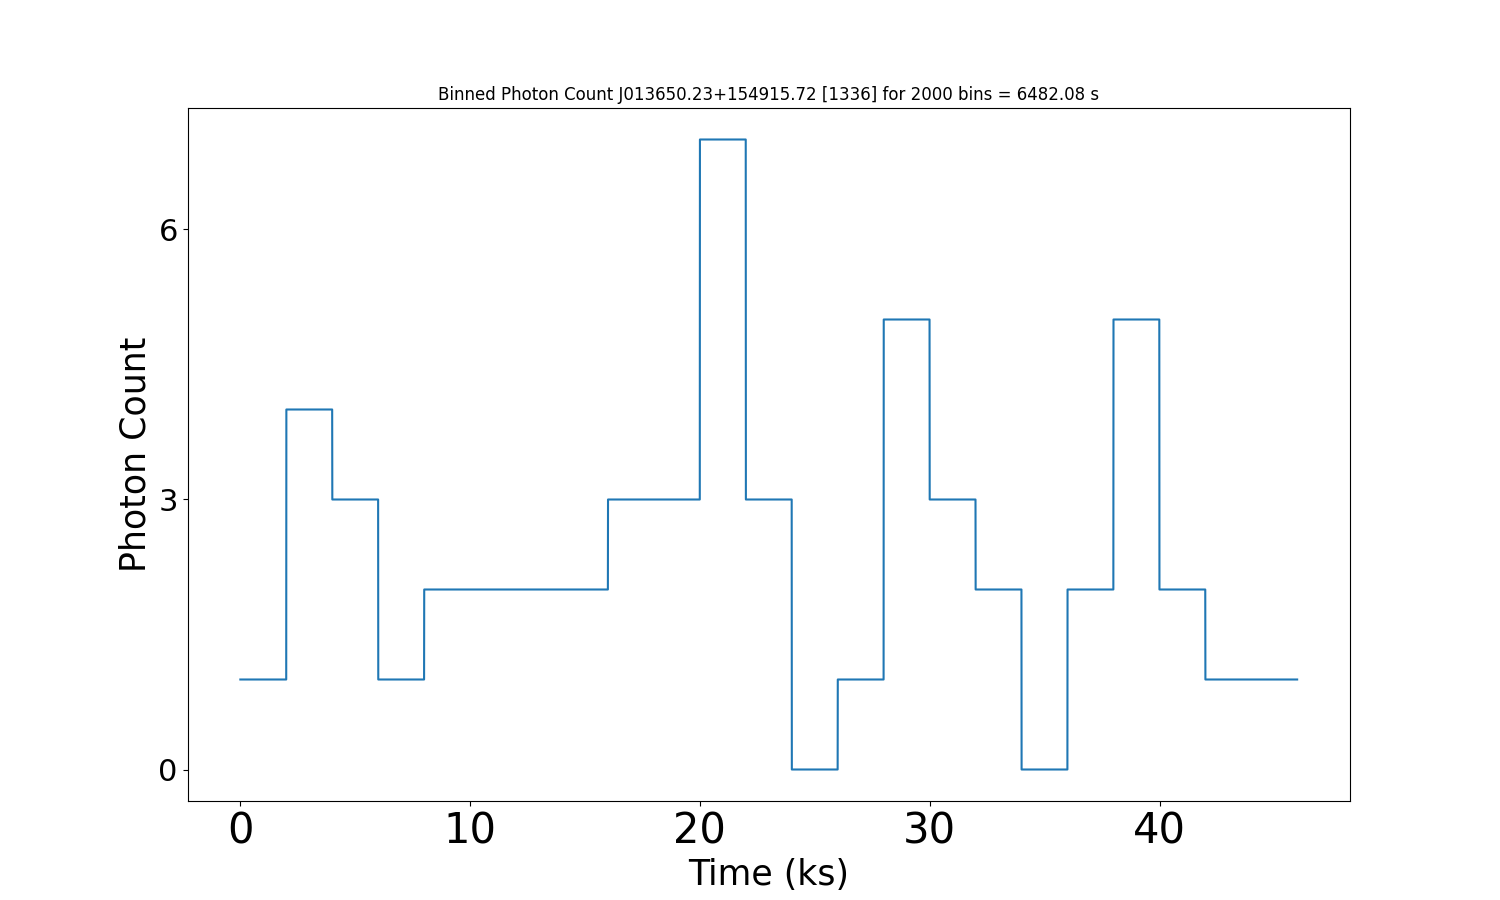 Binned Photon Count J013650.23+154915.72 [1336] for 2000 bins = 6482.08 s
Photon Count
6
3
0
0 10 20 30 40
Time (ks)